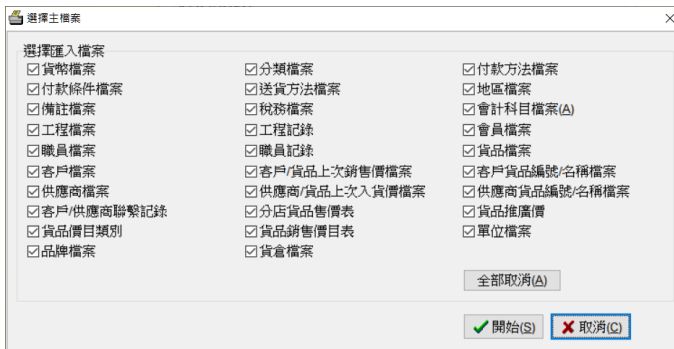 選擇主檔案
選擇匯入檔案
貨幣檔案 分類檔案 付款方法檔案
付款條件檔案 送貨方法檔案 地區檔案
備註檔案 稅務檔案 會計科目檔案(A)
工程檔案 工程記錄 會員檔案
職員檔案 職員記錄 貨品檔案
客戶檔案 客戶/貨品上次銷售價檔案 客戶貨品編號/名稱檔案
供應商檔案 供應商/貨品上次入貨價檔案 供應商貨品編號/名稱檔案
客戶/供應商聯繫記錄 分店貨品售價表 貨品推廣價
貨品價目類別 貨品銷售價目表 單位檔案
品牌檔案 貨倉檔案
全部取消(A)
開始(S) 取消(C)